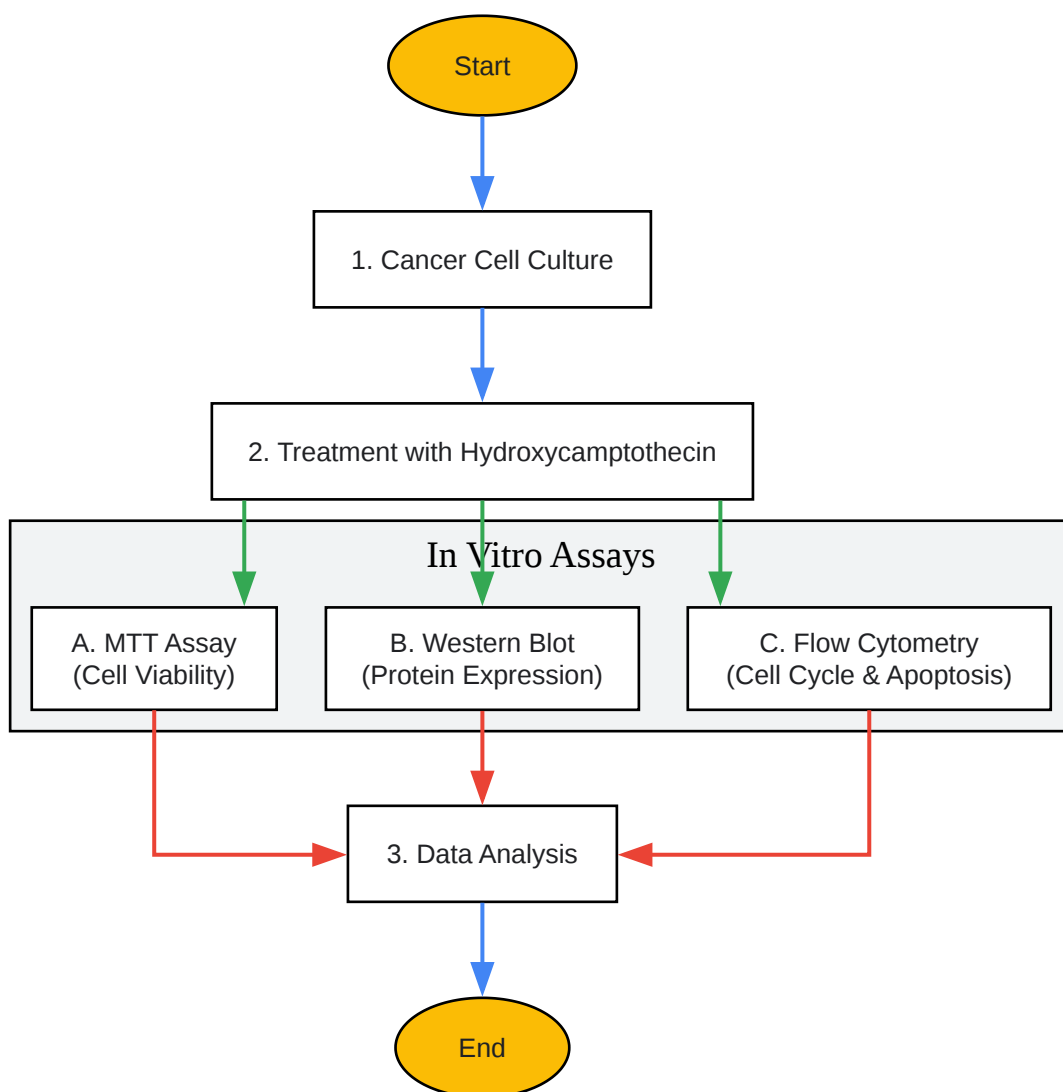 Start
1. Cancer Cell Culture
2. Treatment with Hydroxycamptothecin
In Vitro Assays
A. MTT Assay
(Cell Viability)
B. Western Blot
(Protein Expression)
C. Flow Cytometry
(Cell Cycle & Apoptosis)
3. Data Analysis
End